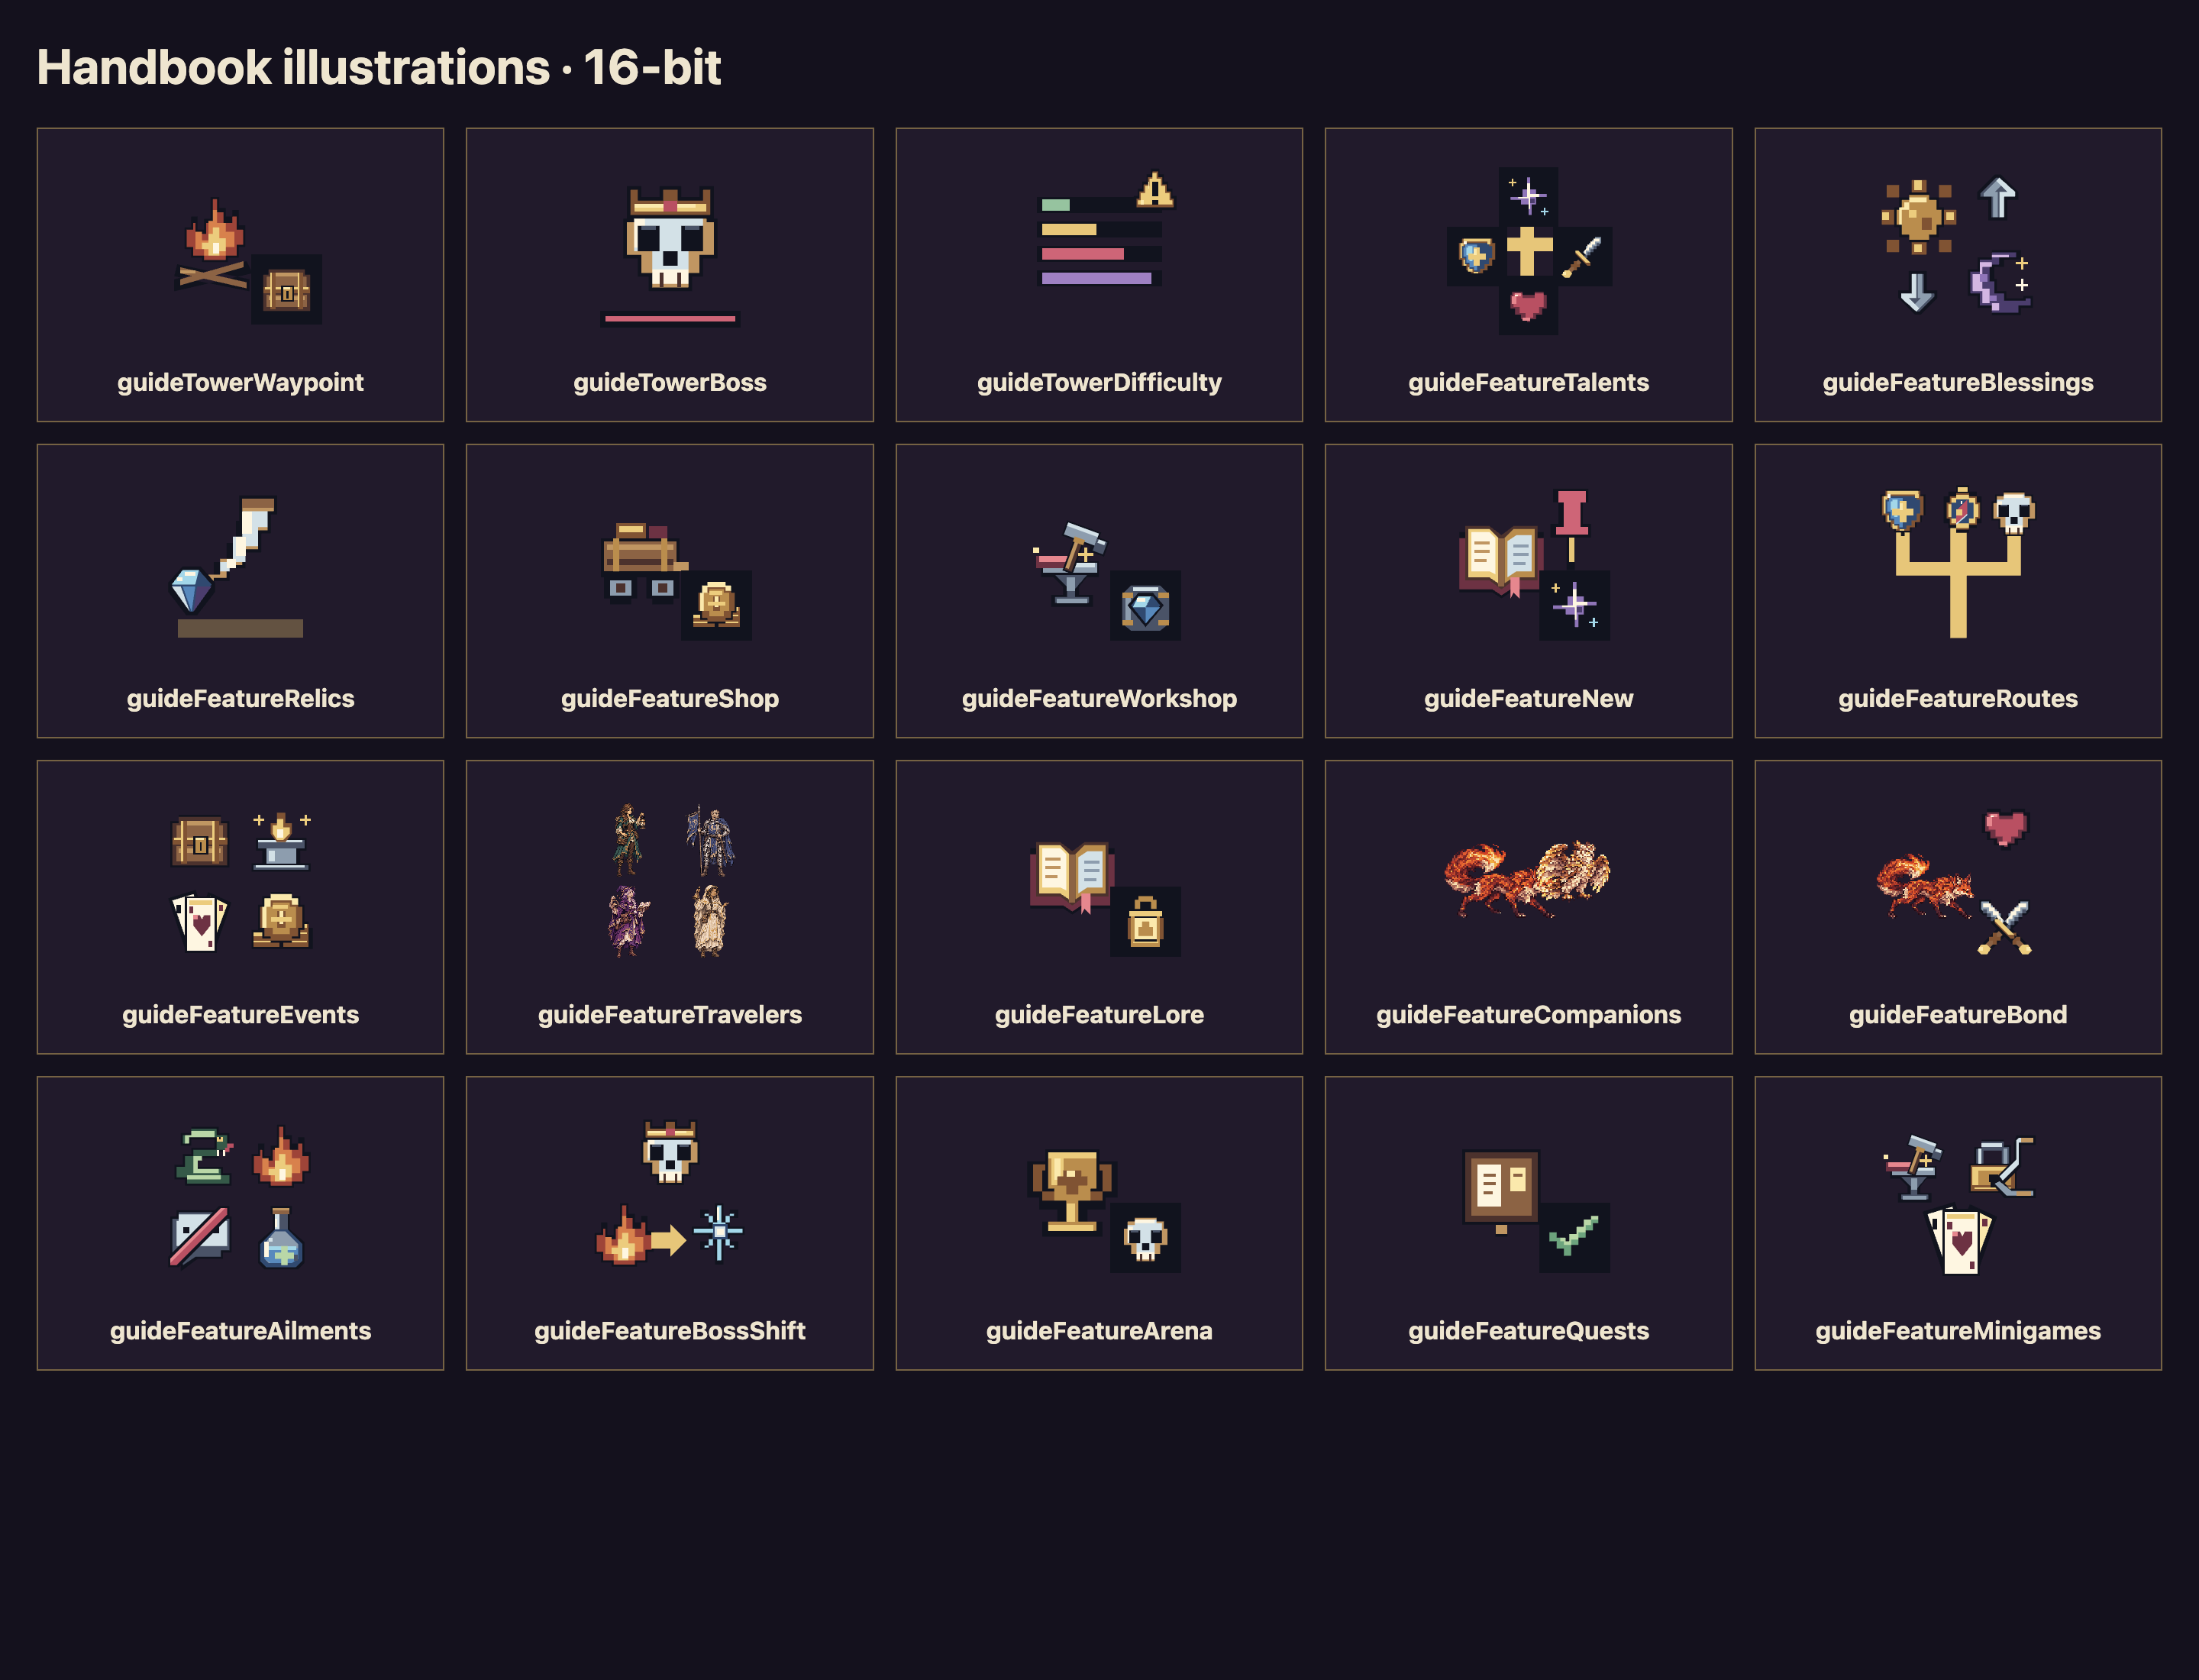 Handbook illustrations · 16-bit
guideTowerWaypoint
guideTowerBoss
guideTowerDifficulty
guideFeatureTalents
guideFeatureBlessings
guideFeatureRelics
guideFeatureShop
guideFeatureWorkshop
guideFeatureNew
guideFeatureRoutes
guideFeatureEvents
guideFeatureTravelers
guideFeatureLore
guideFeatureCompanions
guideFeatureBond
guideFeatureAilments
guideFeatureBossShift
guideFeatureArena
guideFeatureQuests
guideFeatureMinigames